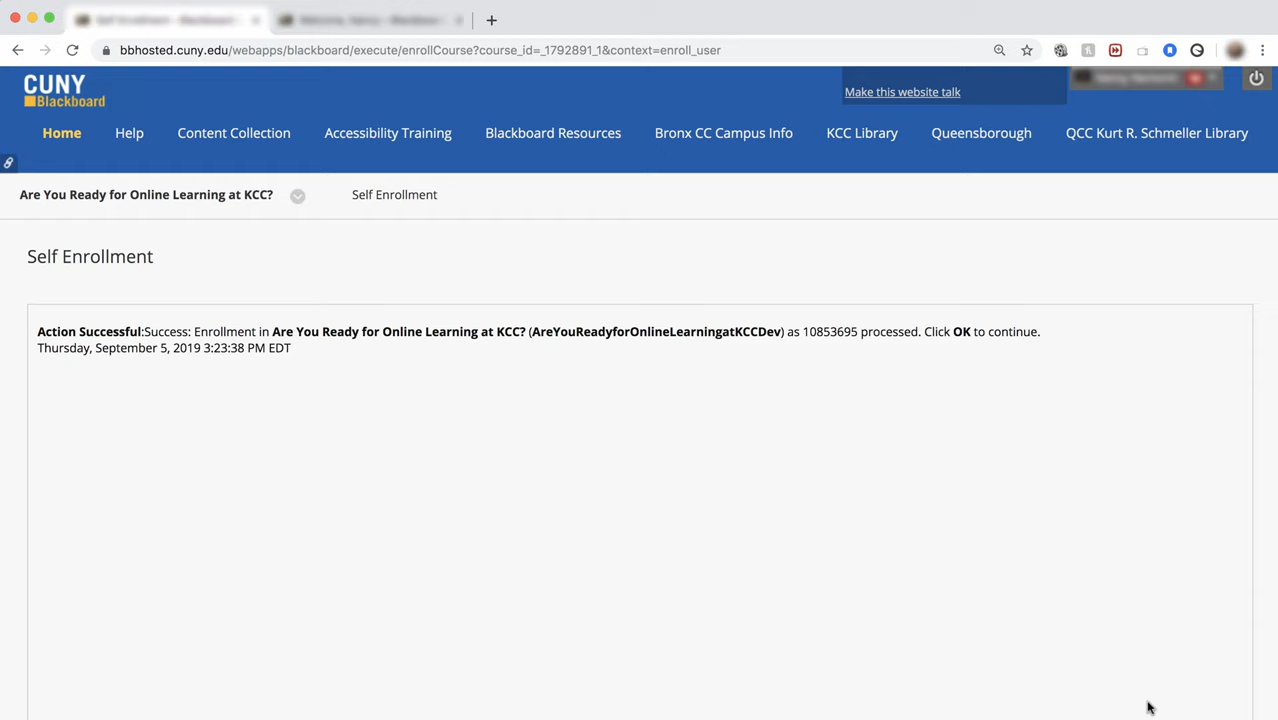 bbhosted.cuny.edu/webapps/blackboard/execute/enrollCourse?course_id=_1792891_1&context=enroll_user
CUNY
Blackboard
Make this website talk
Home Help Content Collection Accessibility Training Blackboard Resources Bronx CC Campus Info KCC Library Queensborough QCC Kurt R. Schmeller Library
Are You Ready for Online Learning at KCC? Self Enrollment
Self Enrollment
Action Successful:Success: Enrollment in Are You Ready for Online Learning at KCC? (AreYouReadyforOnlineLearningatKCCDev) as 10853695 processed. Click OK to continue.
Thursday, September 5, 2019 3:23:38 PM EDT